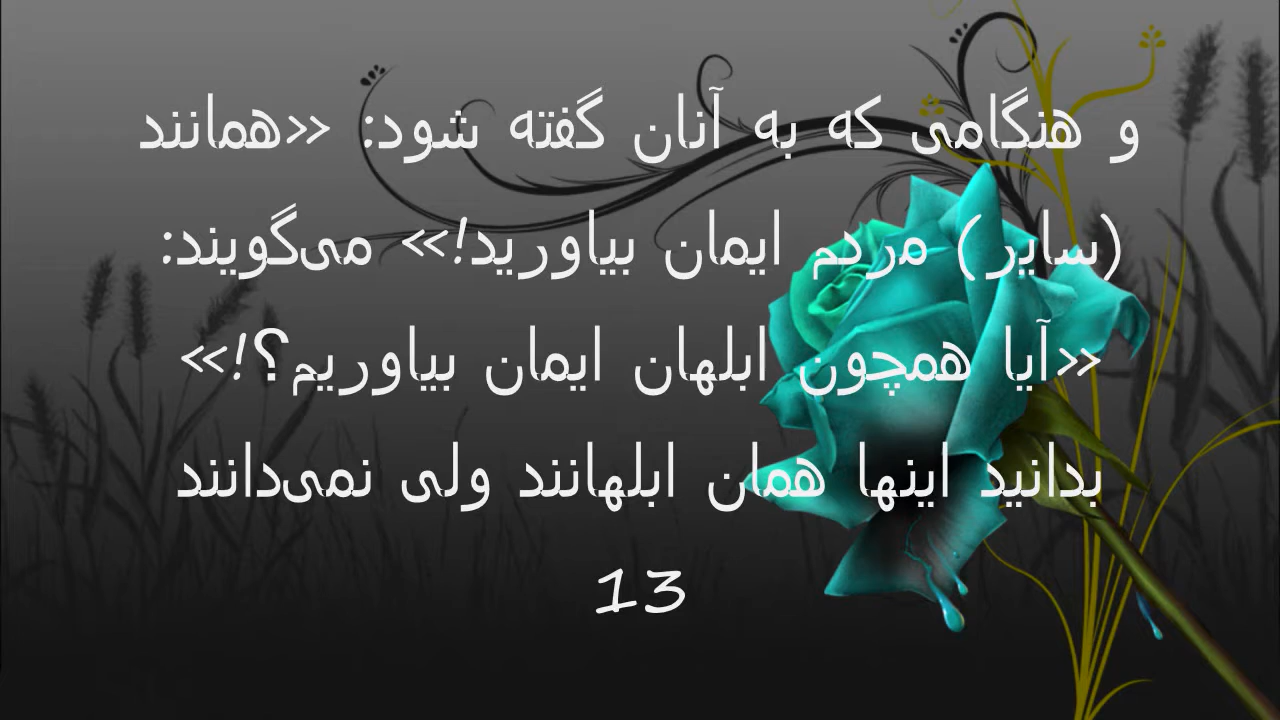 و هنگامی که به آنان گفته شود: «همانند
(سایر) مردم ایمان بیاورید!» می‌گویند:
«آیا همچون ابلهان ایمان بیاوریم؟!»
بدانید اینها همان ابلهانند ولی نمی‌دانند
13